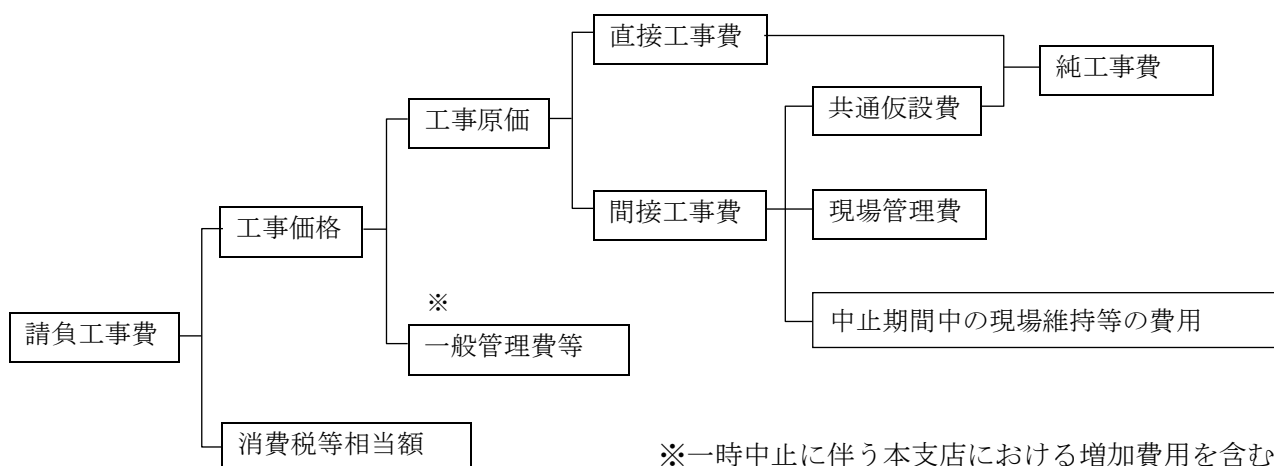 直接工事費
純工事費
共通仮設費
工事原価
間接工事費
現場管理費
工事価格
※
中止期間中の現場維持等の費用
請負工事費
一般管理費等
消費税等相当額
※一時中止に伴う本支店における増加費用を含む